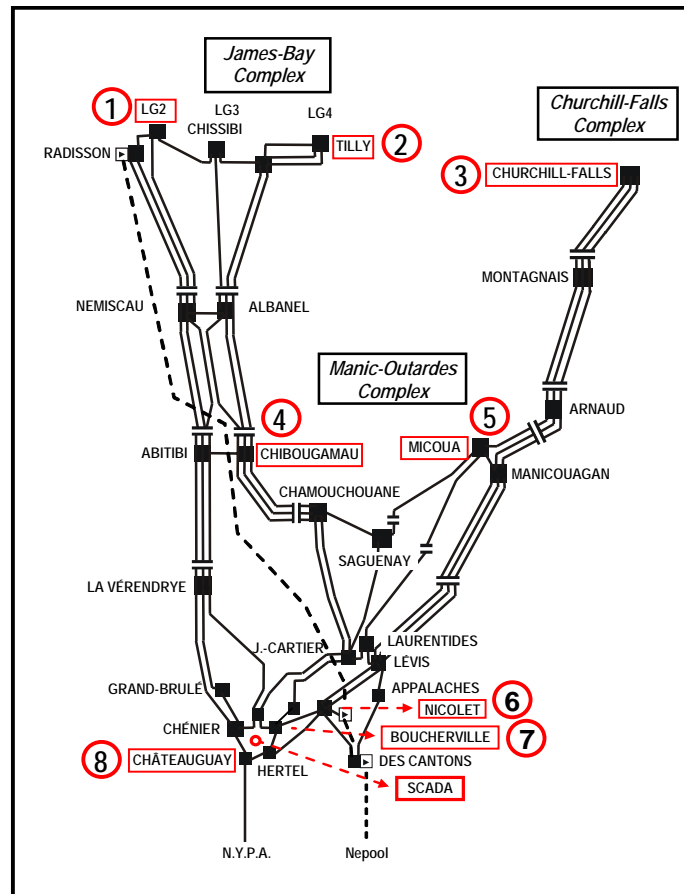 James-Bay
Complex
Churchill-Falls
Complex
1
LG2
LG3
CHISSIBI
LG4
TILLY
2
RADISSON
3
CHURCHILL-FALLS
MONTAGNAIS
NEMISCAU
ALBANEL
Manic-Outardes
Complex
4
5
ARNAUD
ABITIBI
CHIBOUGAMAU
MICOUA
MANICOUAGAN
CHAMOUCHOUANE
SAGUENAY
LA VÉRENDRYE
J.-CARTIER
LAURENTIDES
LÉVIS
GRAND-BRULÉ
APPALACHES
NICOLET
6
CHÉNIER
BOUCHERVILLE
7
8
CHÂTEAUGUAY
HERTEL
DES CANTONS
SCADA
N.Y.P.A.
Nepool